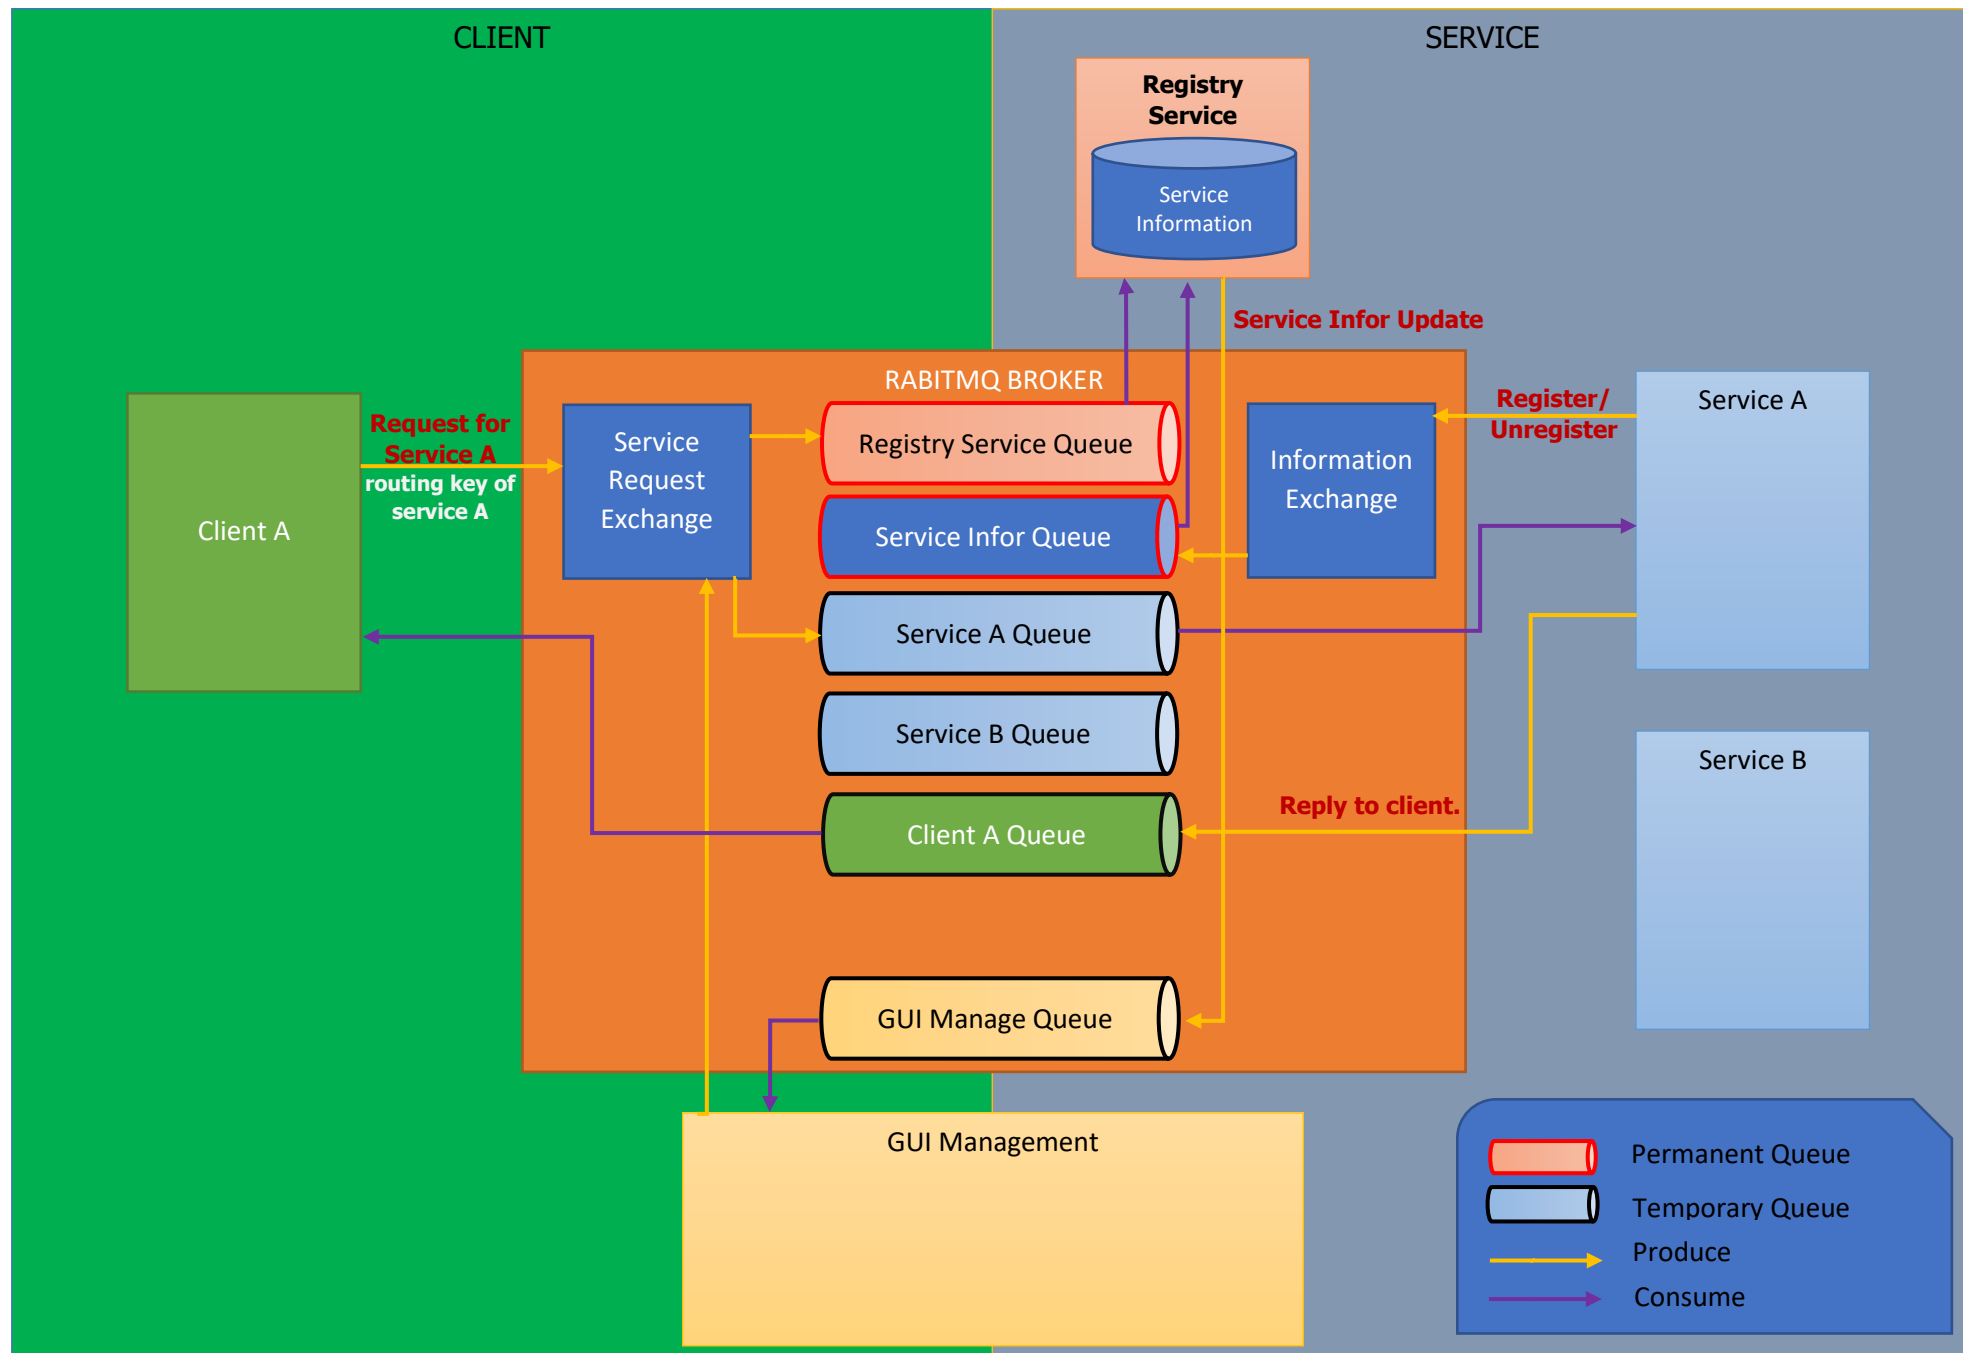 CLIENT
SERVICE
Registry
Service
Service
Information
Service Infor Update
RABITMQ BROKER
Request for
Service A
routing key of
service A
Client A
Service
Request
Exchange
Registry Service Queue
Service Infor Queue
Service A Queue
Service B Queue
Client A Queue
GUI Manage Queue
Information
Exchange
Register/
Unregister
Service A
Service B
Reply to client.
GUI Management
Permanent Queue
Temporary Queue
Produce
Consume